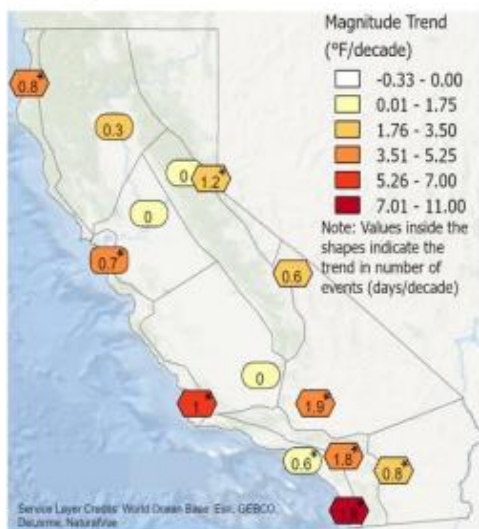 Magnitude Trend
(°F/decade)
-0.33 - 0.00
0.01 - 1.75
1.76 - 3.50
3.51 - 5.25
5.26 - 7.00
7.01 - 11.00
Note: Values inside the
shapes indicate the
trend in number of
events (days/decade)
0.8*
0.3
0
1.2*
0
0.7*
0.6*
0
1*
1.9*
0.6*
1.8*
0.8*
Service Layer Credits: World Ocean Base: Esri, GEBCO,
DeLorme, NaturalVue